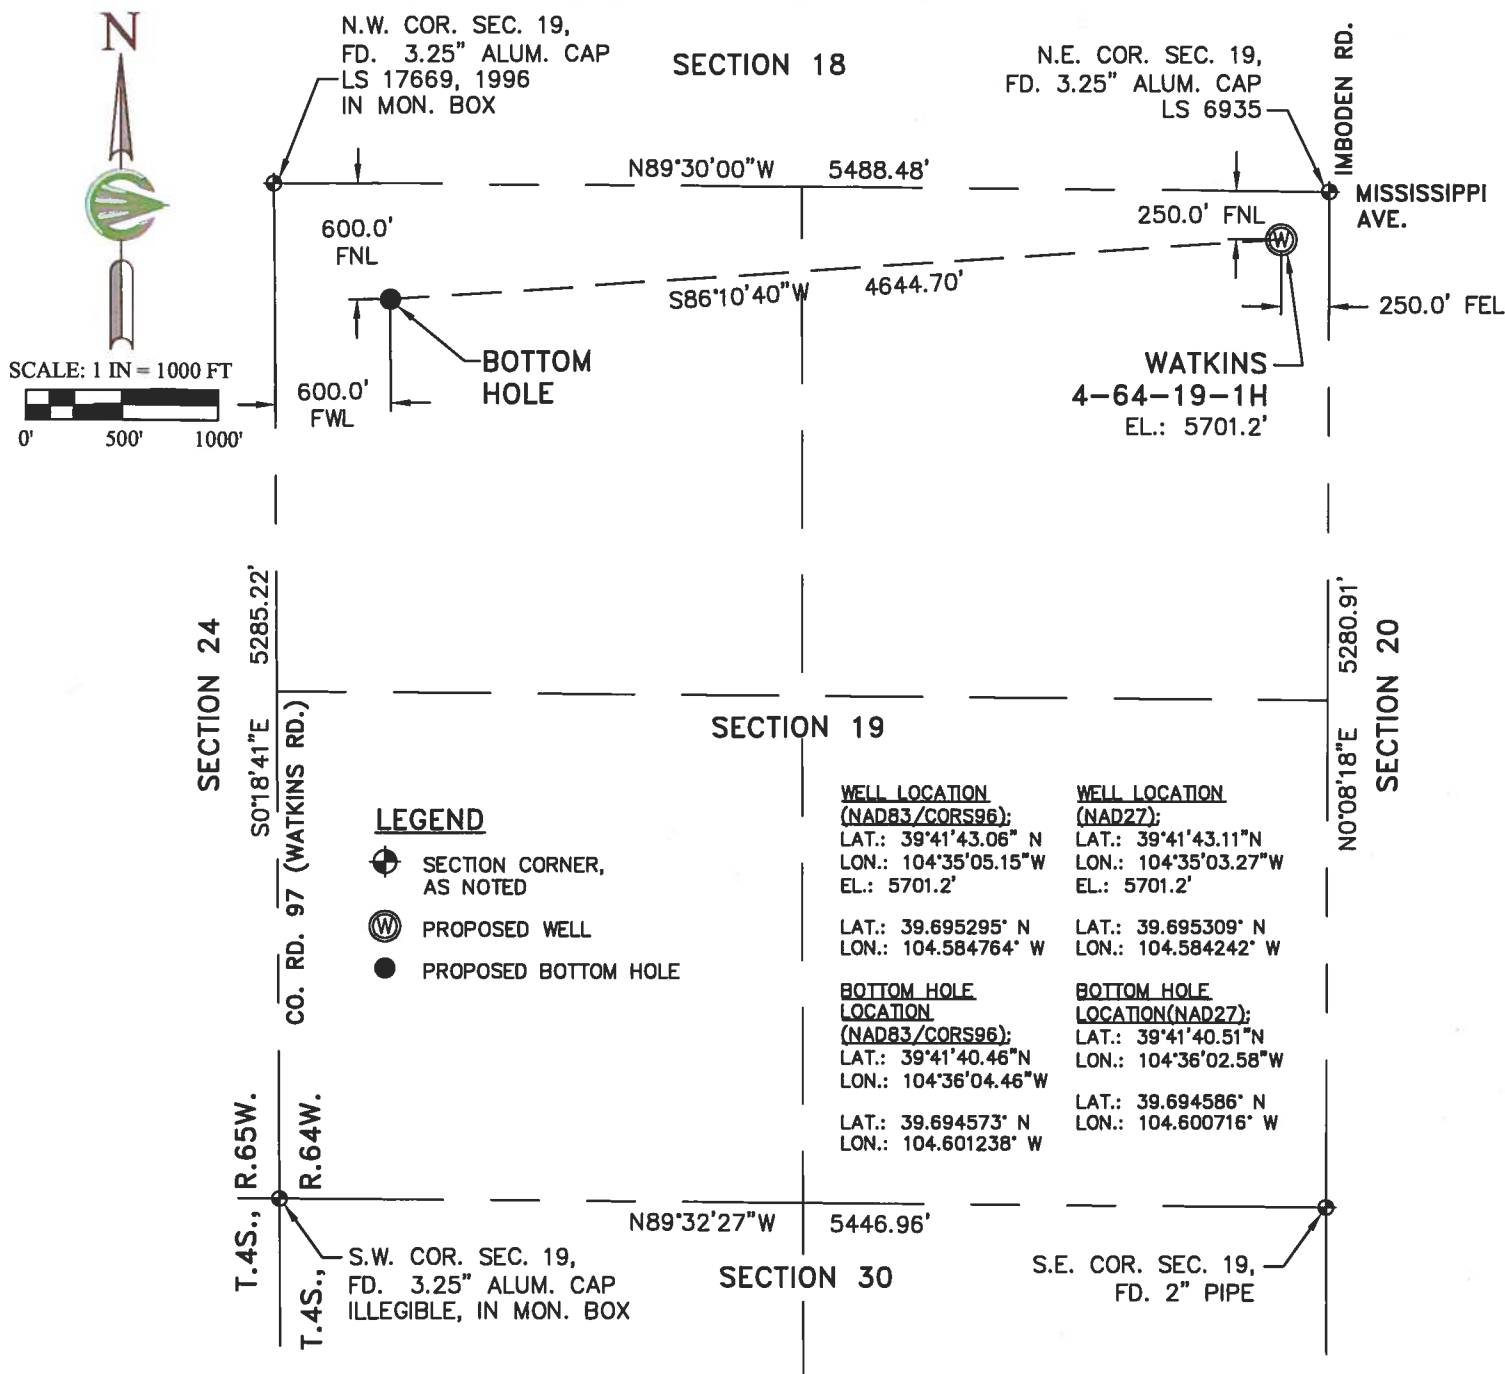 N
N.W. COR. SEC. 19,
FD. 3.25" ALUM. CAP
LS 17669, 1996
IN MON. BOX
SECTION 18
N.E. COR. SEC. 19,
FD. 3.25" ALUM. CAP
LS 6935
IMBODEN RD.
MISSISSIPPI
AVE.
N89°30'00"W 5488.48'
600.0'
FNL
250.0' FNL
W
S86°10'40"W 4644.70'
250.0' FEL
SCALE: 1 IN = 1000 FT
0' 500' 1000'
BOTTOM
HOLE
600.0'
FWL
WATKINS
4-64-19-1H
EL.: 5701.2'
SECTION 24
S0°18'41"E 5285.22'
CO. RD. 97 (WATKINS RD.)
SECTION 19
N0°08'18"E 5280.91'
SECTION 20
LEGEND
SECTION CORNER,
AS NOTED
W PROPOSED WELL
PROPOSED BOTTOM HOLE
WELL LOCATION
(NAD83/CORS96):
LAT.: 39°41'43.06" N
LON.: 104°35'05.15"W
EL.: 5701.2'
LAT.: 39.695295° N
LON.: 104.584764° W
WELL LOCATION
(NAD27):
LAT.: 39°41'43.11"N
LON.: 104°35'03.27"W
EL.: 5701.2'
LAT.: 39.695309° N
LON.: 104.584242° W
BOTTOM HOLE
LOCATION
(NAD83/CORS96):
LAT.: 39°41'40.46"N
LON.: 104°36'04.46"W
LAT.: 39.694573° N
LON.: 104.601238° W
BOTTOM HOLE
LOCATION(NAD27):
LAT.: 39°41'40.51"N
LON.: 104°36'02.58"W
LAT.: 39.694586° N
LON.: 104.600716° W
T.4S., R.65W.
T.4S., R.64W.
N89°32'27"W 5446.96'
S.W. COR. SEC. 19,
FD. 3.25" ALUM. CAP
ILLEGIBLE, IN MON. BOX
SECTION 30
S.E. COR. SEC. 19,
FD. 2" PIPE